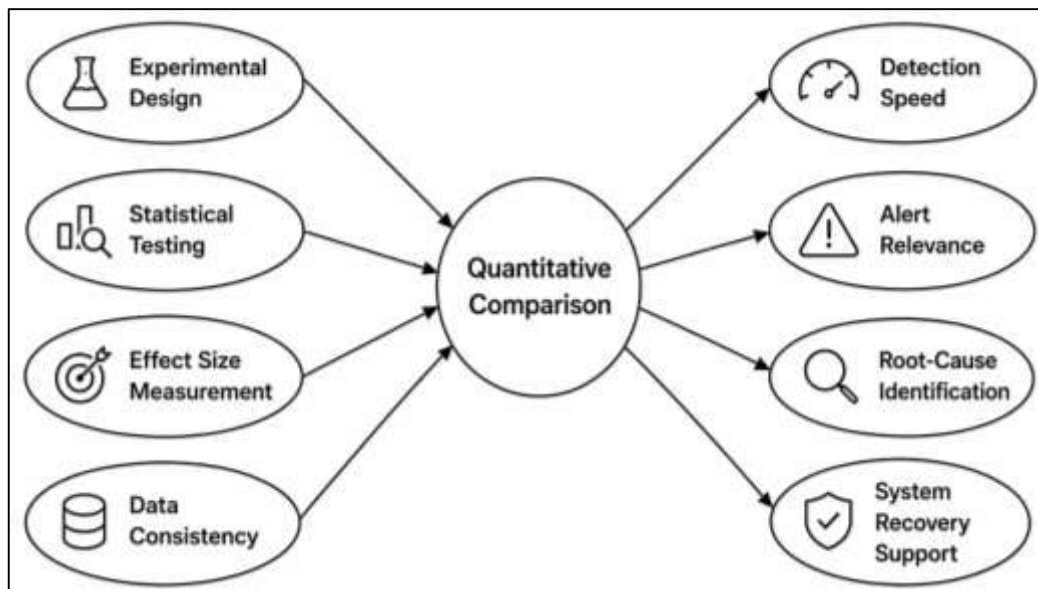 Experimental
Design
Statistical
Testing
Effect Size
Measurement
Data
Consistency
Quantitative
Comparison
Detection
Speed
Alert
Relevance
Root-Cause
Identification
System
Recovery
Support